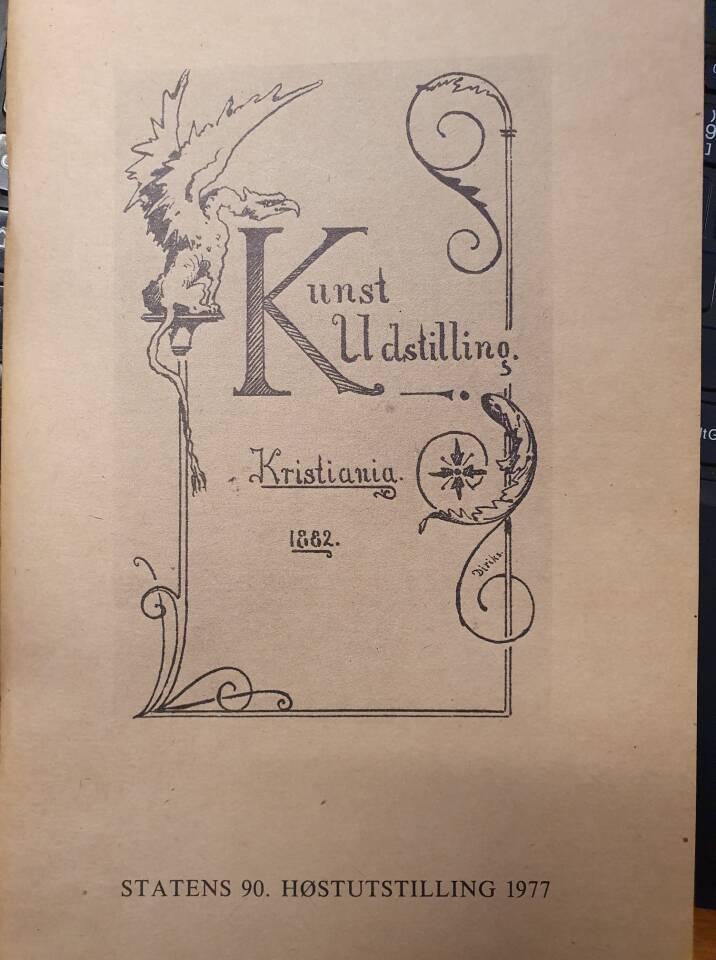 Kunst
Udstilling.
Kristiania.
1882.
Diriks.
STATENS 90. HØSTUTSTILLING 1977